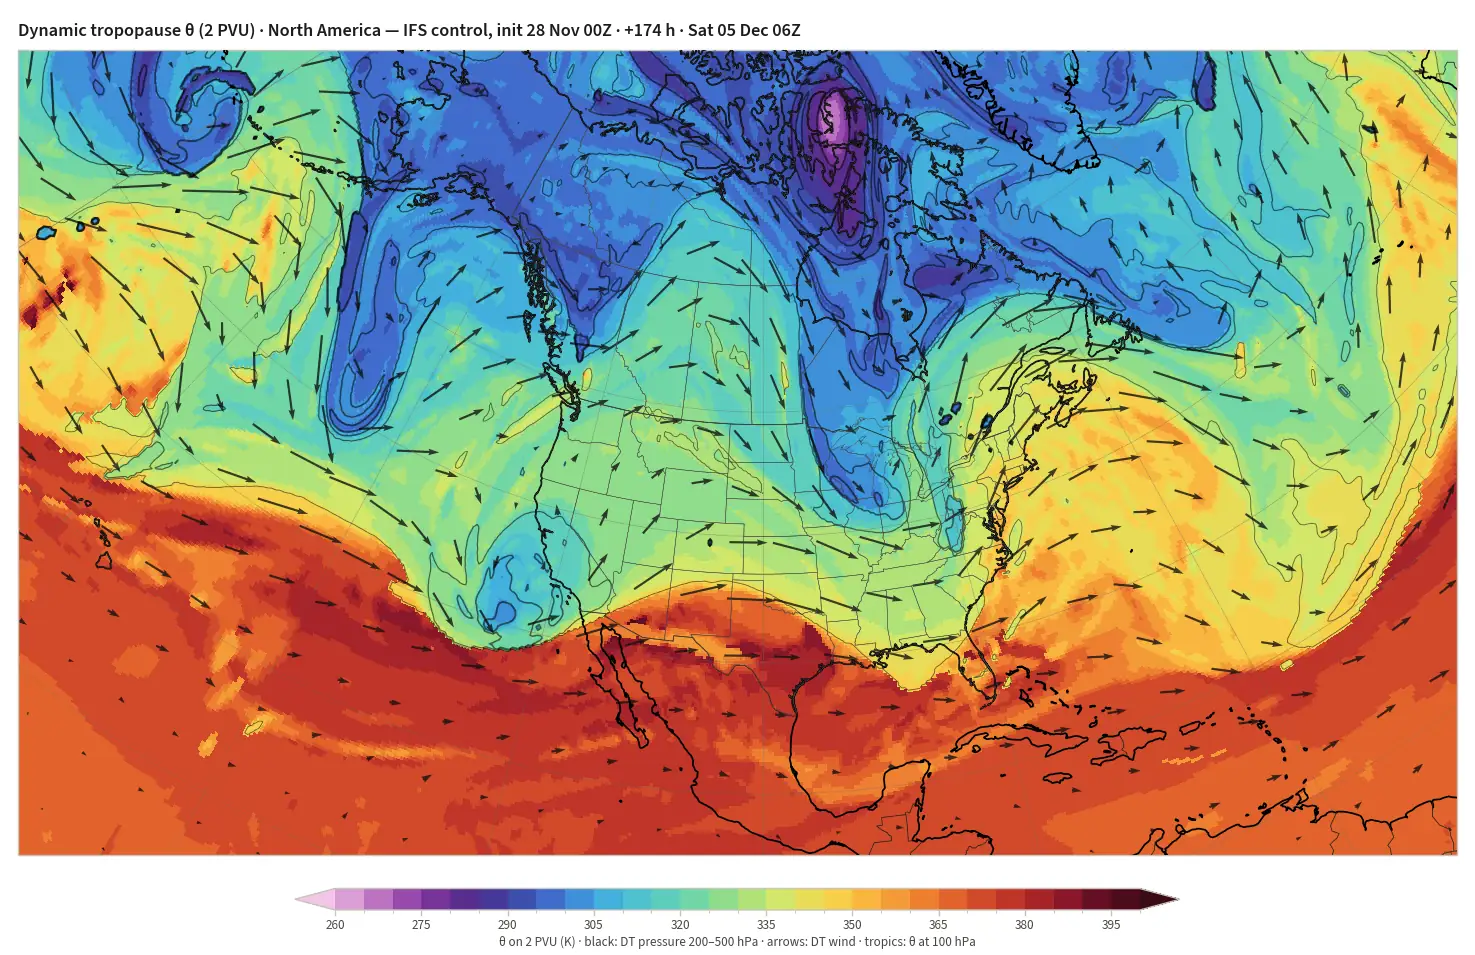 Dynamic tropopause θ (2 PVU) · North America — IFS control, init 28 Nov 00Z · +174 h · Sat 05 Dec 06Z
260 275 290 305 320 335 350 365 380 395
θ on 2 PVU (K) · black: DT pressure 200–500 hPa · arrows: DT wind · tropics: θ at 100 hPa